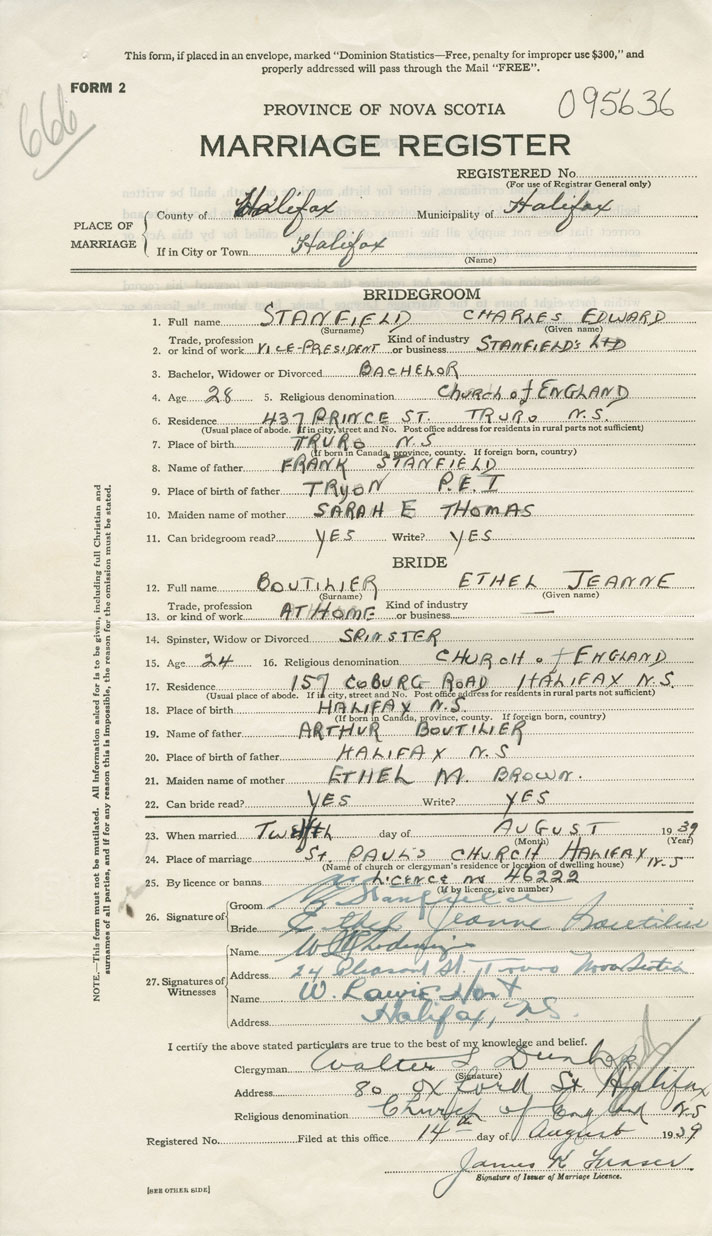 This form, if placed in an envelope, marked "Dominion Statistics—Free, penalty for improper use $300," and
properly addressed will pass through the Mail "FREE".
FORM 2
666
PROVINCE OF NOVA SCOTIA
095636
MARRIAGE REGISTER
REGISTERED No.
(For use of Registrar General only)
PLACE OF MARRIAGE
County of Halifax Municipality of Halifax
If in City or Town Halifax
(Name)
BRIDEGROOM
1. Full name STANFIELD CHARLES EDWARD
(Surname) (Given name)
2. Trade, profession or kind of work VICE-PRESIDENT Kind of industry or business STANFIELD'S LTD
3. Bachelor, Widower or Divorced BACHELOR
4. Age 28 5. Religious denomination CHURCH of ENGLAND
6. Residence 437 PRINCE ST. TRURO N.S.
(Usual place of abode. If in city, street and No. Post office address for residents in rural parts not sufficient)
7. Place of birth TRURO N.S
(If born in Canada, province, county. If foreign born, country)
8. Name of father FRANK STANFIELD
9. Place of birth of father TRYON P.E.I
10. Maiden name of mother SARAH E THOMAS
11. Can bridegroom read? YES Write? YES
BRIDE
12. Full name BOUTILIER ETHEL JEANNE
(Surname) (Given name)
13. Trade, profession or kind of work AT HOME Kind of industry or business —
14. Spinster, Widow or Divorced SPINSTER
15. Age 24 16. Religious denomination CHURCH of ENGLAND
17. Residence 157 COBURG ROAD HALIFAX N.S.
(Usual place of abode. If in city, street and No. Post office address for residents in rural parts not sufficient)
18. Place of birth HALIFAX N.S.
(If born in Canada, province, county. If foreign born, country)
19. Name of father ARTHUR BOUTILIER
20. Place of birth of father HALIFAX N.S
21. Maiden name of mother ETHEL M. BROWN.
22. Can bride read? YES Write? YES
23. When married day of AUGUST 1939
(Month) (Year)
24. Place of marriage St. PAUL'S CHURCH HALIFAX N.S
(Name of church or clergyman's residence or location of dwelling house)
25. By licence or banns LICENCE No 46222
(If by licence, give number)
26. Signature of
Groom Stanfield
Bride Ethel Jeanne Boutilier
27. Signatures of Witnesses
Name
Address 24 Pleasant St. Truro Nova Scotia
Name W. Hart
Address Halifax, NS.
I certify the above stated particulars are true to the best of my knowledge and belief.
Clergyman Walter L Dunlop
(Signature)
Address 80 Oxford St Halifax N.S
Religious denomination Church of England
Registered No. Filed at this office 14th day of August 1939
James K Fraser
Signature of Issuer of Marriage Licence.
[SEE OTHER SIDE]
NOTE.—This form must not be mutilated. All information asked for is to be given, including full Christian and
surnames of all parties, and if for any reason this is impossible, the reason for the omission must be stated.